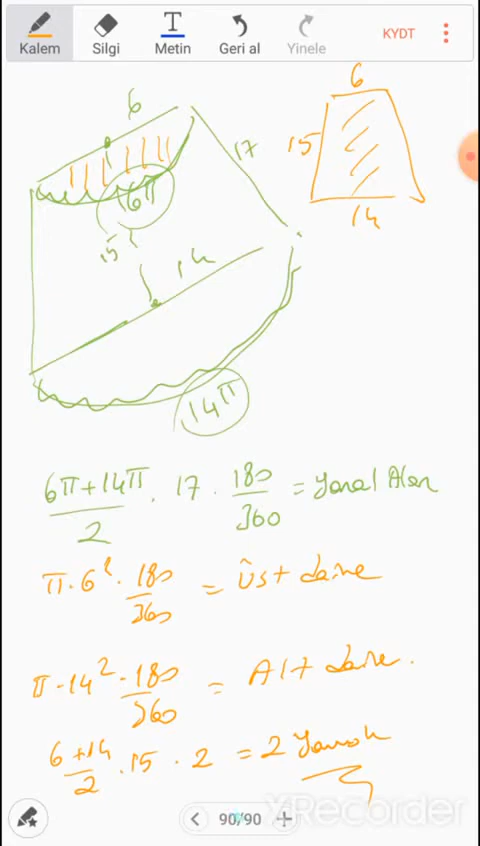 Kalem
Silgi
Metin
Geri al
Yinele
KYDT
6
6
17
15
6π
15
14
14
14π
6π+14π/2 . 17 . 180/360 = Yanal Alan
π.6² . 180/360 = Üst daire
π.14² . 180/360 = Alt daire.
6+14/2 . 15 . 2 = 2 Yamuk
90/90
XRecorder